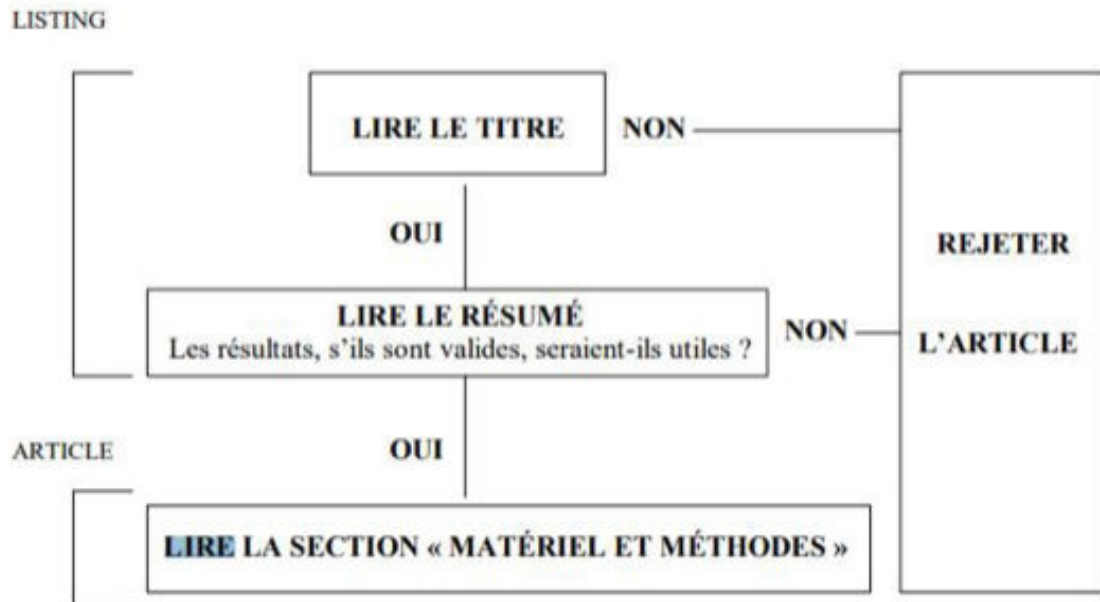 LISTING
LIRE LE TITRE
NON
OUI
REJETER
L'ARTICLE
LIRE LE RÉSUMÉ
Les résultats, s'ils sont valides, seraient-ils utiles ?
NON
ARTICLE
OUI
LIRE LA SECTION « MATÉRIEL ET MÉTHODES »